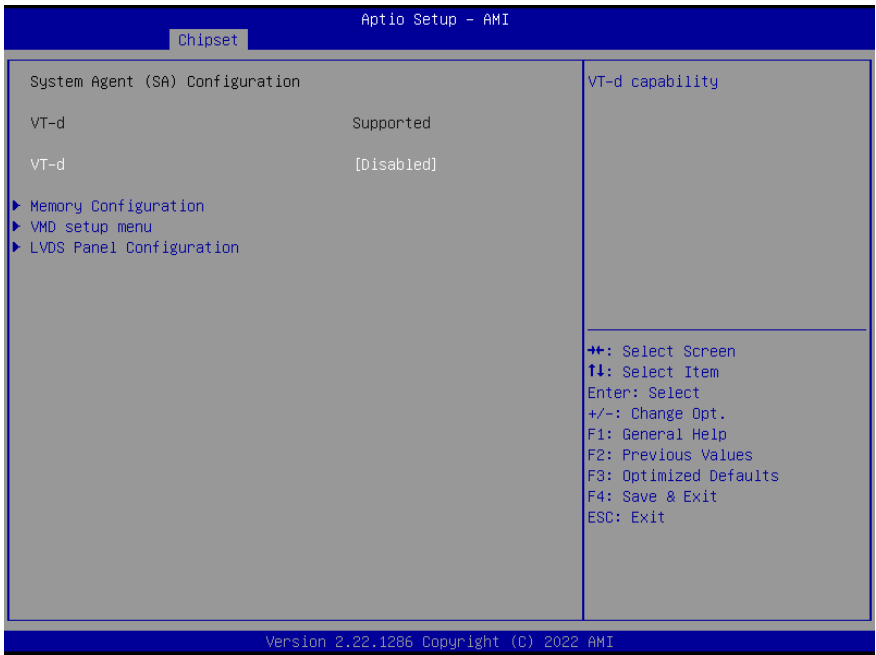 Aptio Setup – AMI
Chipset
System Agent (SA) Configuration
VT-d Supported
VT-d [Disabled]
Memory Configuration
VMD setup menu
LVDS Panel Configuration
VT-d capability
→←: Select Screen
↑↓: Select Item
Enter: Select
+/-: Change Opt.
F1: General Help
F2: Previous Values
F3: Optimized Defaults
F4: Save & Exit
ESC: Exit
Version 2.22.1286 Copyright (C) 2022 AMI